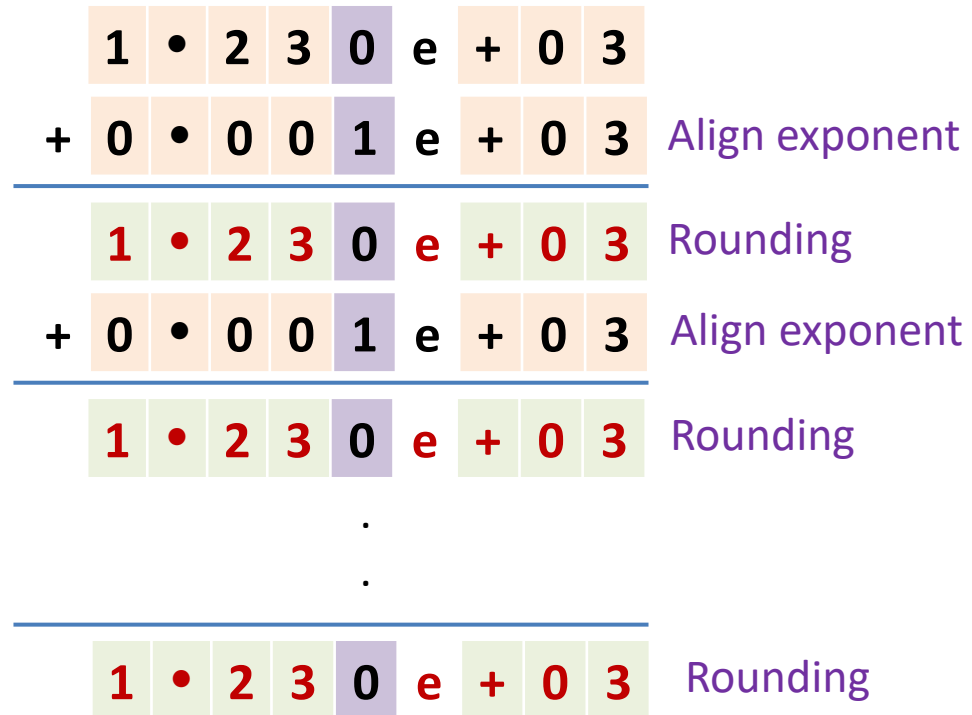 1 • 2 3 0 e + 0 3
+ 0 • 0 0 1 e + 0 3 Align exponent
1 • 2 3 0 e + 0 3 Rounding
+ 0 • 0 0 1 e + 0 3 Align exponent
1 • 2 3 0 e + 0 3 Rounding
.
.
1 • 2 3 0 e + 0 3 Rounding